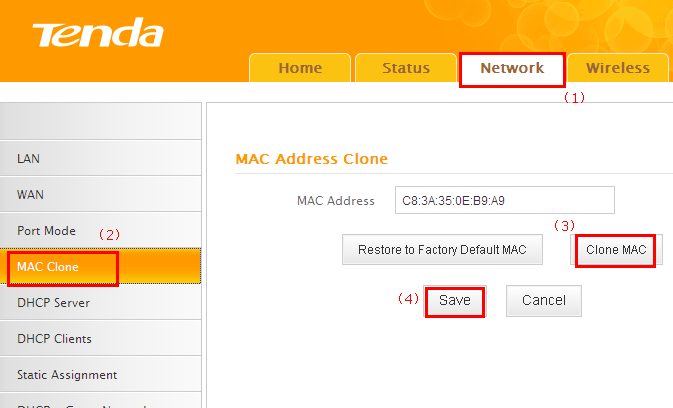 Tenda
Home Status Network Wireless
(1)
LAN
WAN
Port Mode
(2)
MAC Clone
DHCP Server
DHCP Clients
Static Assignment
MAC Address Clone
MAC Address C8:3A:35:0E:B9:A9
(3)
Restore to Factory Default MAC Clone MAC
(4) Save Cancel